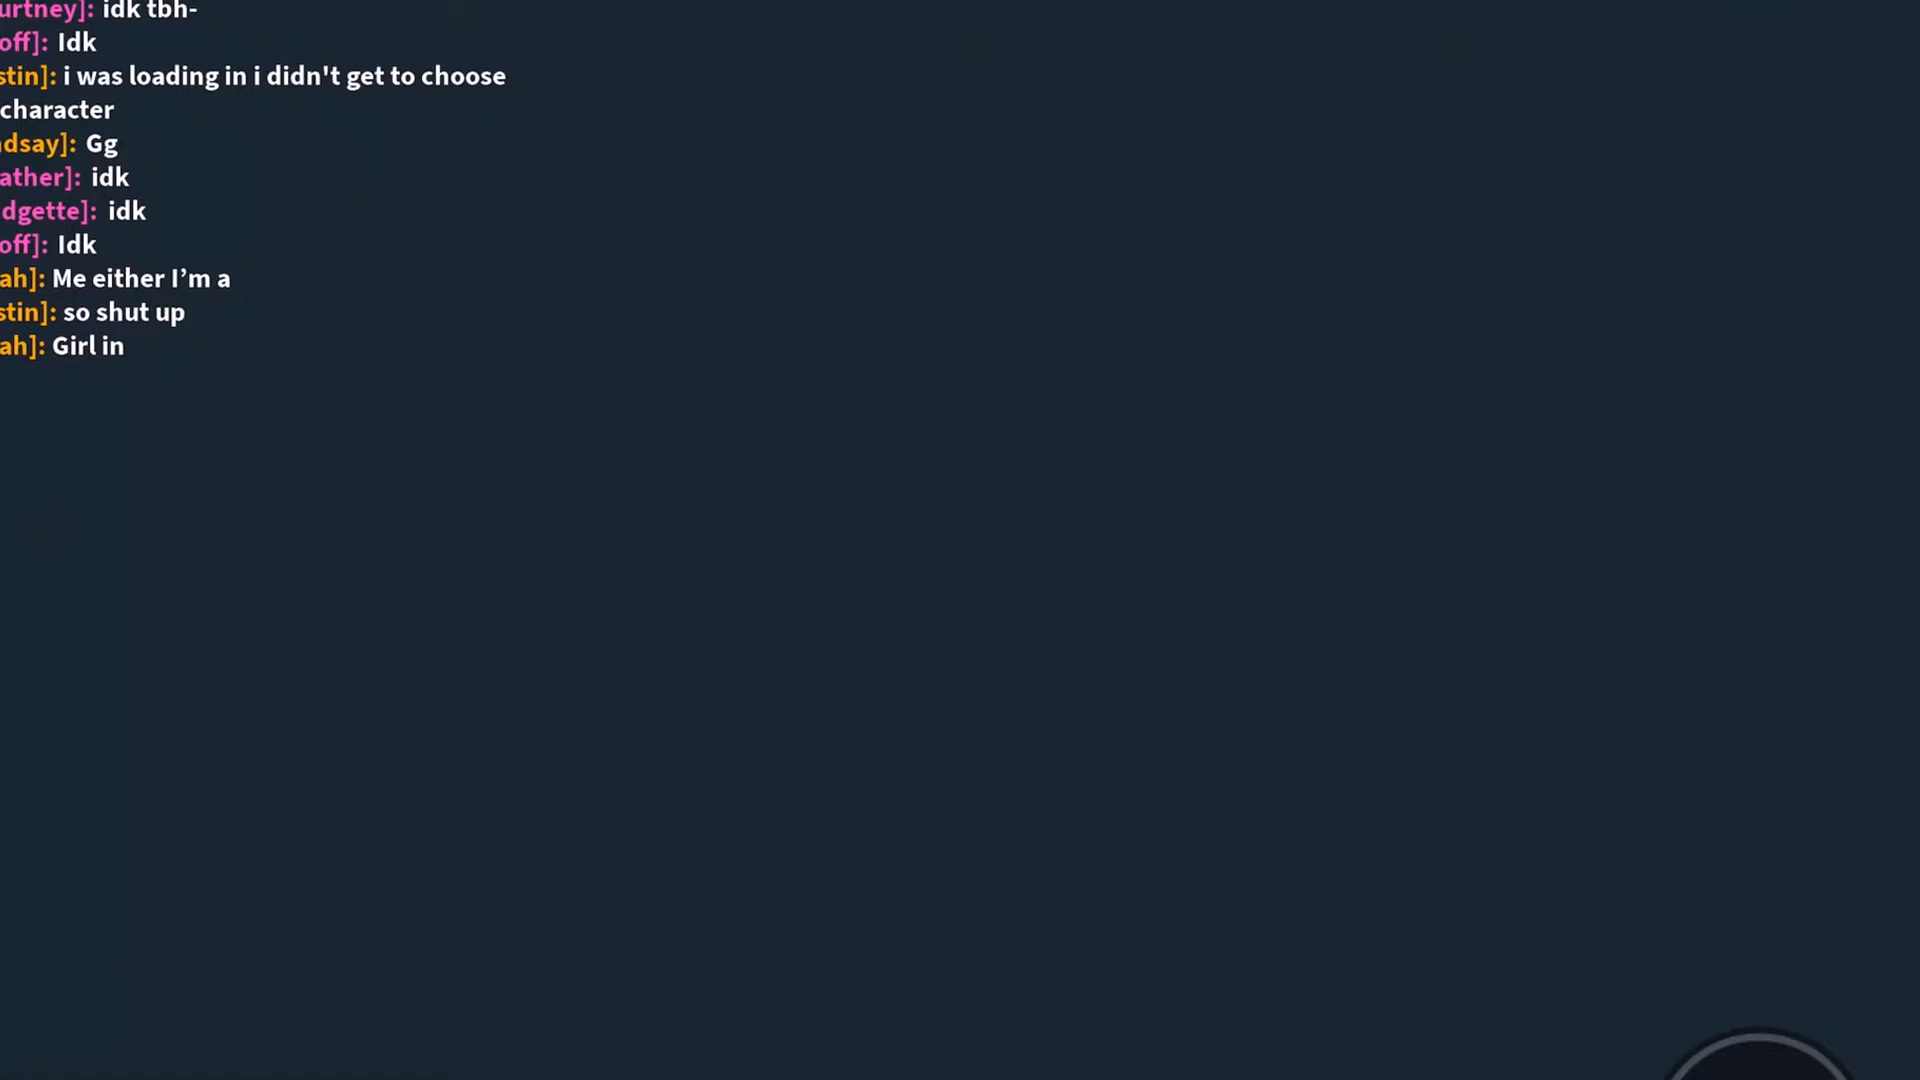 urtney]: idk tbh-
off]: Idk
stin]: i was loading in i didn't get to choose
character
dsay]: Gg
ather]: idk
dgette]: idk
off]: Idk
ah]: Me either I’m a
stin]: so shut up
ah]: Girl in